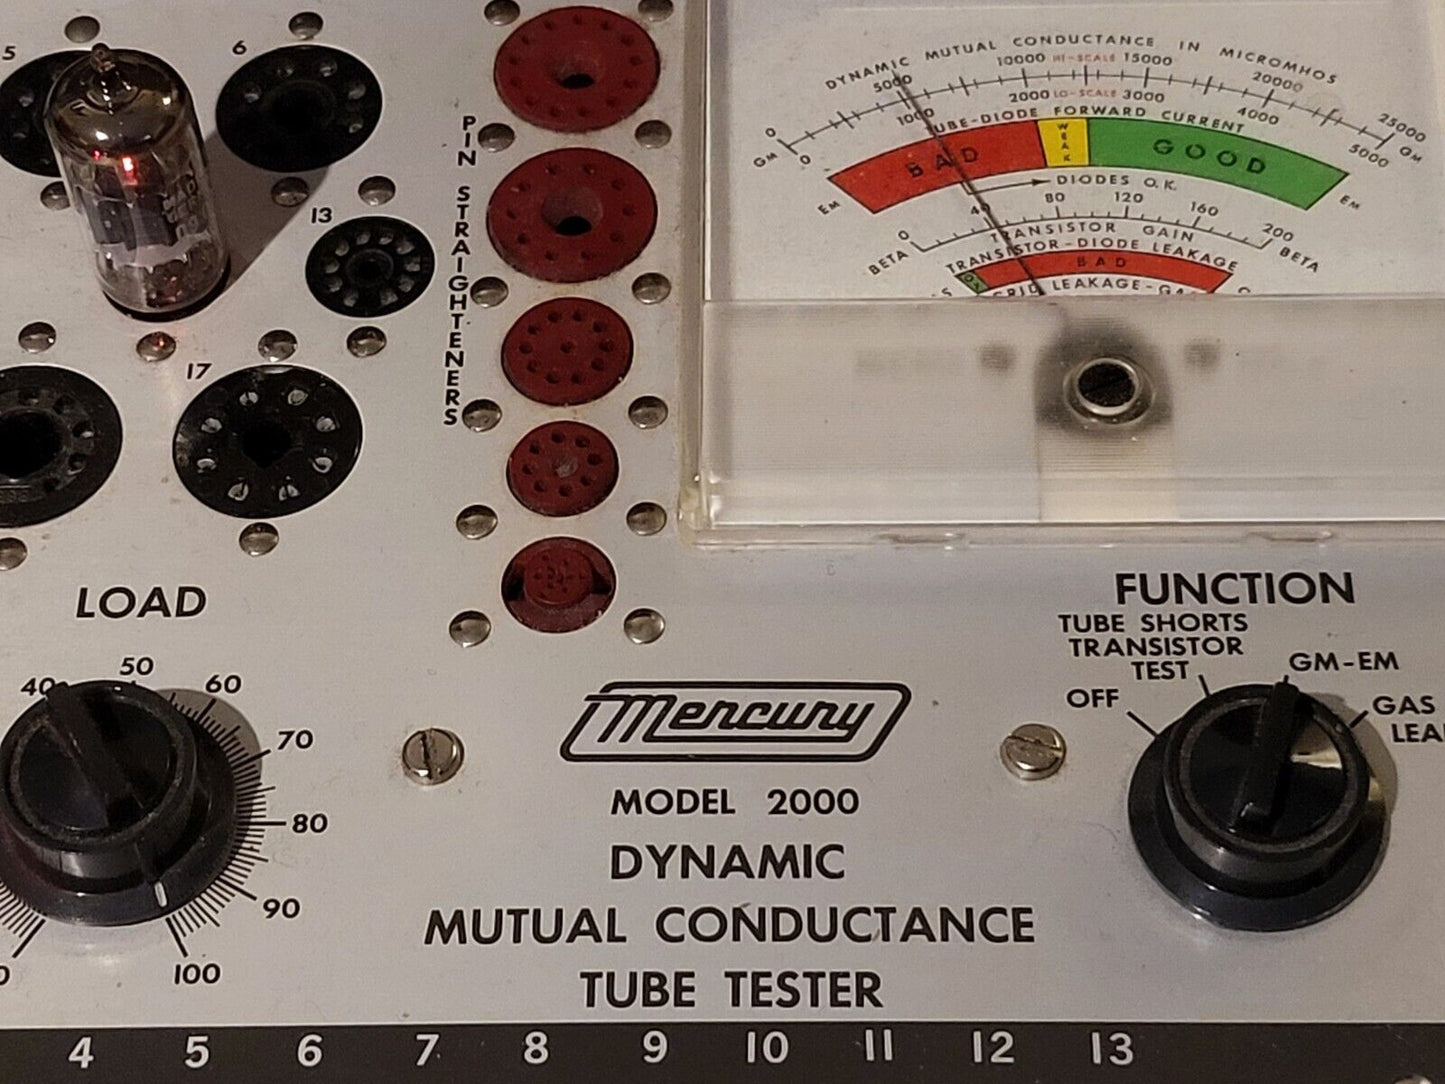 5
6
13
17
PIN STRAIGHTENERS
DYNAMIC MUTUAL CONDUCTANCE IN MICROMHOS
0 5000 10000 HI-SCALE 15000 20000 25000
GM 0 1000 2000 LO-SCALE 3000 4000 5000 GM
TUBE-DIODE FORWARD CURRENT
BAD WEAK GOOD
EM DIODES O.K. EM
0 40 80 120 160 200
BETA TRANSISTOR GAIN BETA
TRANSISTOR-DIODE LEAKAGE
BAD
GRID LEAKAGE-GA
LOAD
40 50 60 70 80 90 100
FUNCTION
TUBE SHORTS
TRANSISTOR
TEST
OFF
GM-EM
GAS
LEA
Mercury
MODEL 2000
DYNAMIC
MUTUAL CONDUCTANCE
TUBE TESTER
4 5 6 7 8 9 10 11 12 13